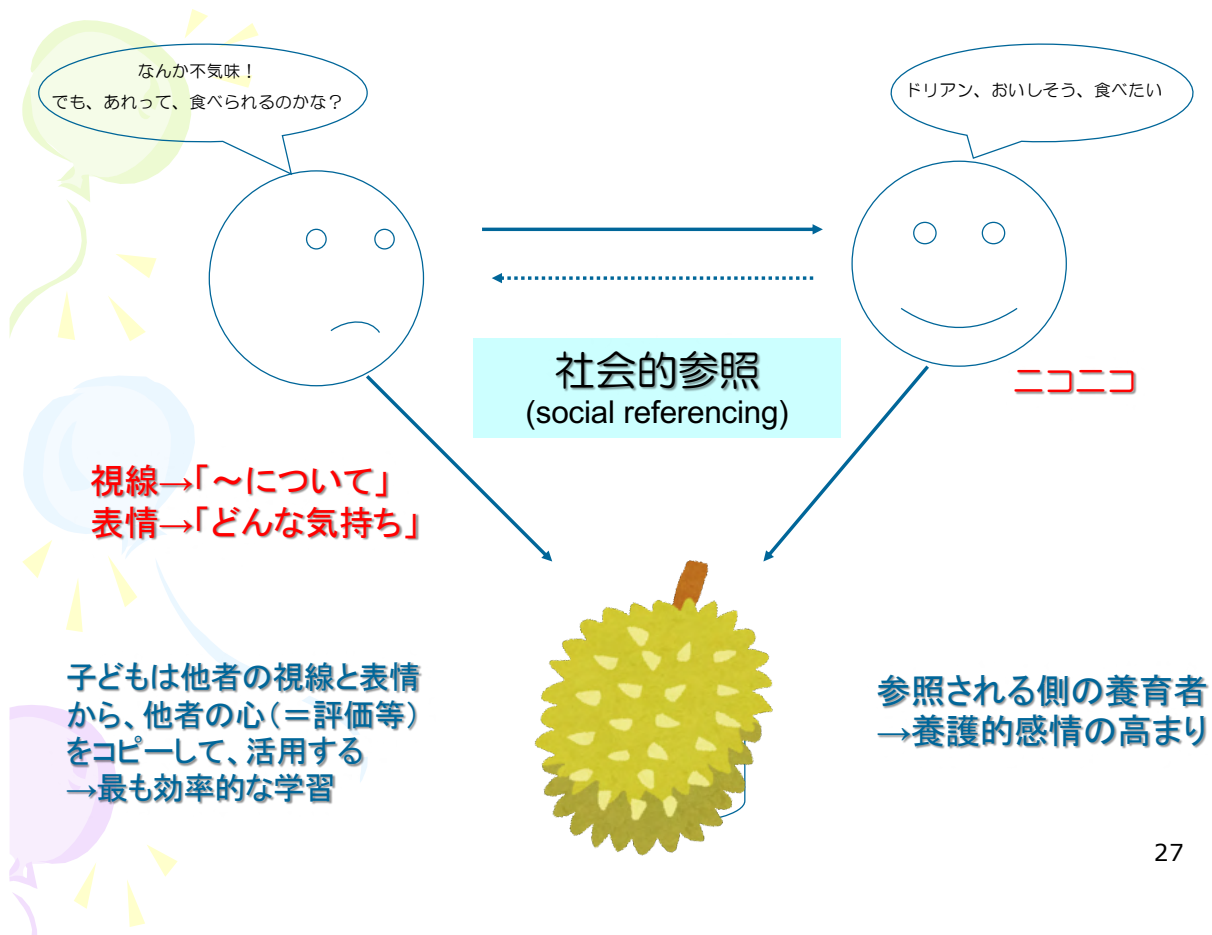 なんか不気味！
でも、あれって、食べられるのかな？
ドリアン、おいしそう、食べたい
社会的参照
(social referencing)
ニコニコ
視線→「～について」
表情→「どんな気持ち」
子どもは他者の視線と表情
から、他者の心（＝評価等）
をコピーして、活用する
→最も効率的な学習
参照される側の養育者
→養護的感情の高まり
27